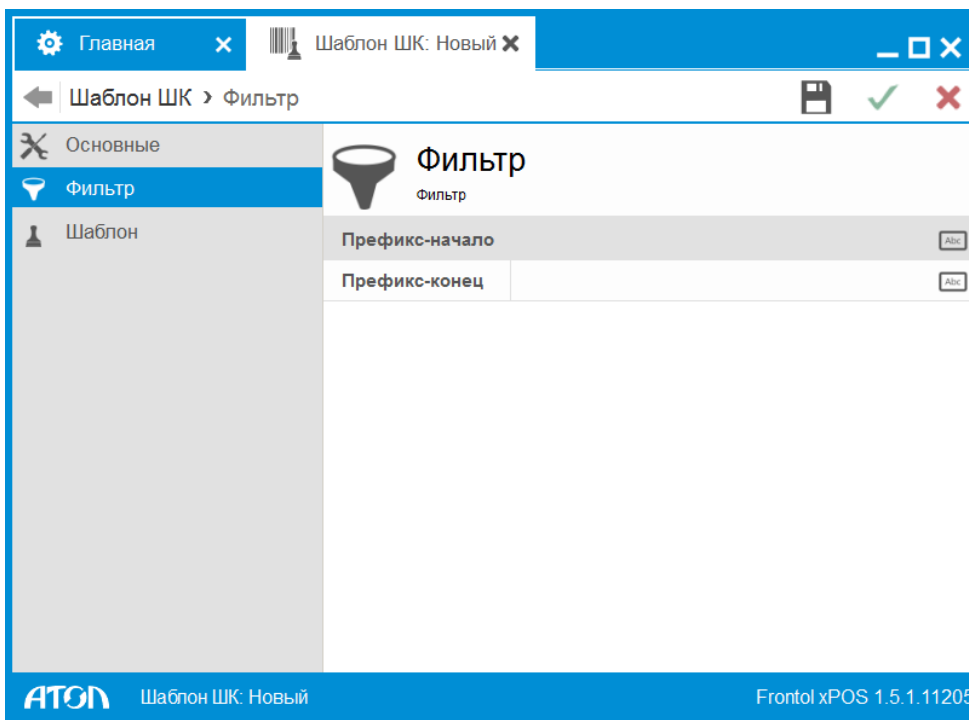 Главная
Шаблон ШК: Новый
Шаблон ШК › Фильтр
Основные
Фильтр
Шаблон
Фильтр
Фильтр
Префикс-начало
Abc
Префикс-конец
Abc
ATOL Шаблон ШК: Новый Frontol xPOS 1.5.1.11205